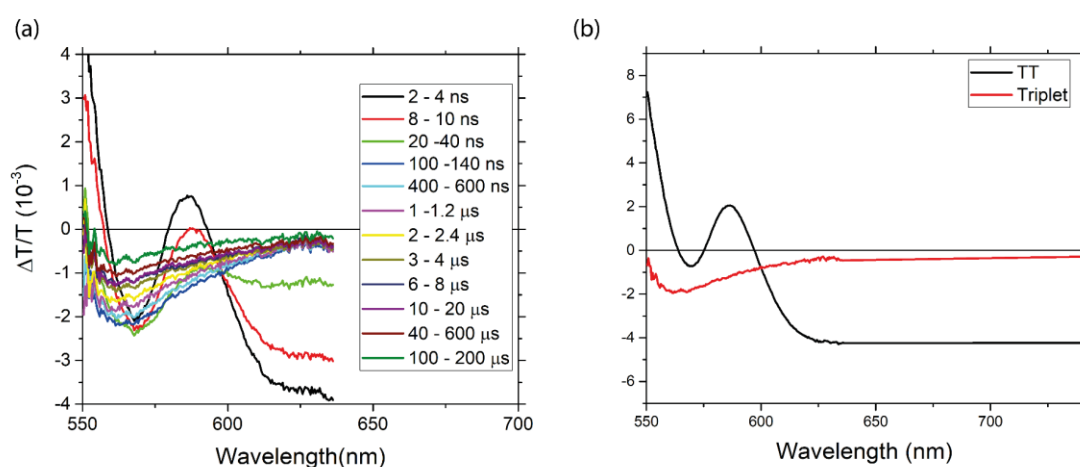 (a)
4
3
2
1
0
-1
-2
-3
-4
ΔT/T (10⁻³)
550
600
650
700
Wavelength(nm)
2 - 4 ns
8 - 10 ns
20 -40 ns
100 -140 ns
400 - 600 ns
1 -1.2 μs
2 - 2.4 μs
3 - 4 μs
6 - 8 μs
10 - 20 μs
40 - 600 μs
100 - 200 μs
(b)
8
6
4
2
0
-2
-4
-6
550
600
650
700
Wavelength (nm)
TT
Triplet